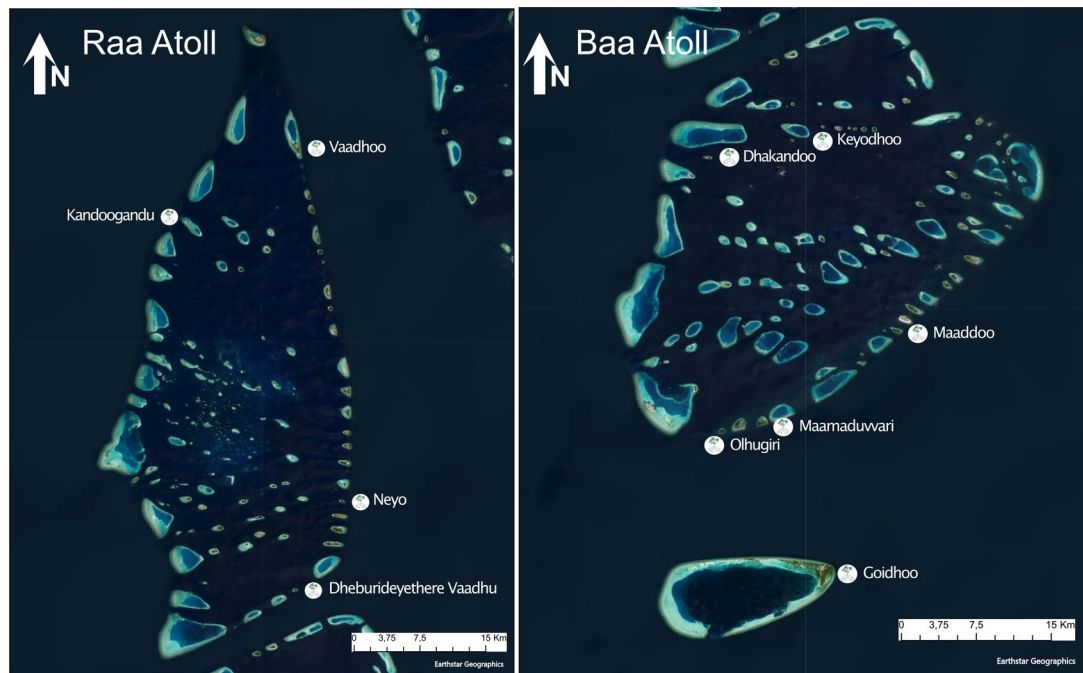 Raa Atoll
N
Vaadhoo
Kandoogandu
Neyo
Dheburideyethere Vaadhu
0 3,75 7,5 15 Km
Earthstar Geographics
Baa Atoll
N
Keyodhoo
Dhakandoo
Maaddoo
Maamaduvvari
Olhugiri
Goidhoo
0 3,75 7,5 15 Km
Earthstar Geographics